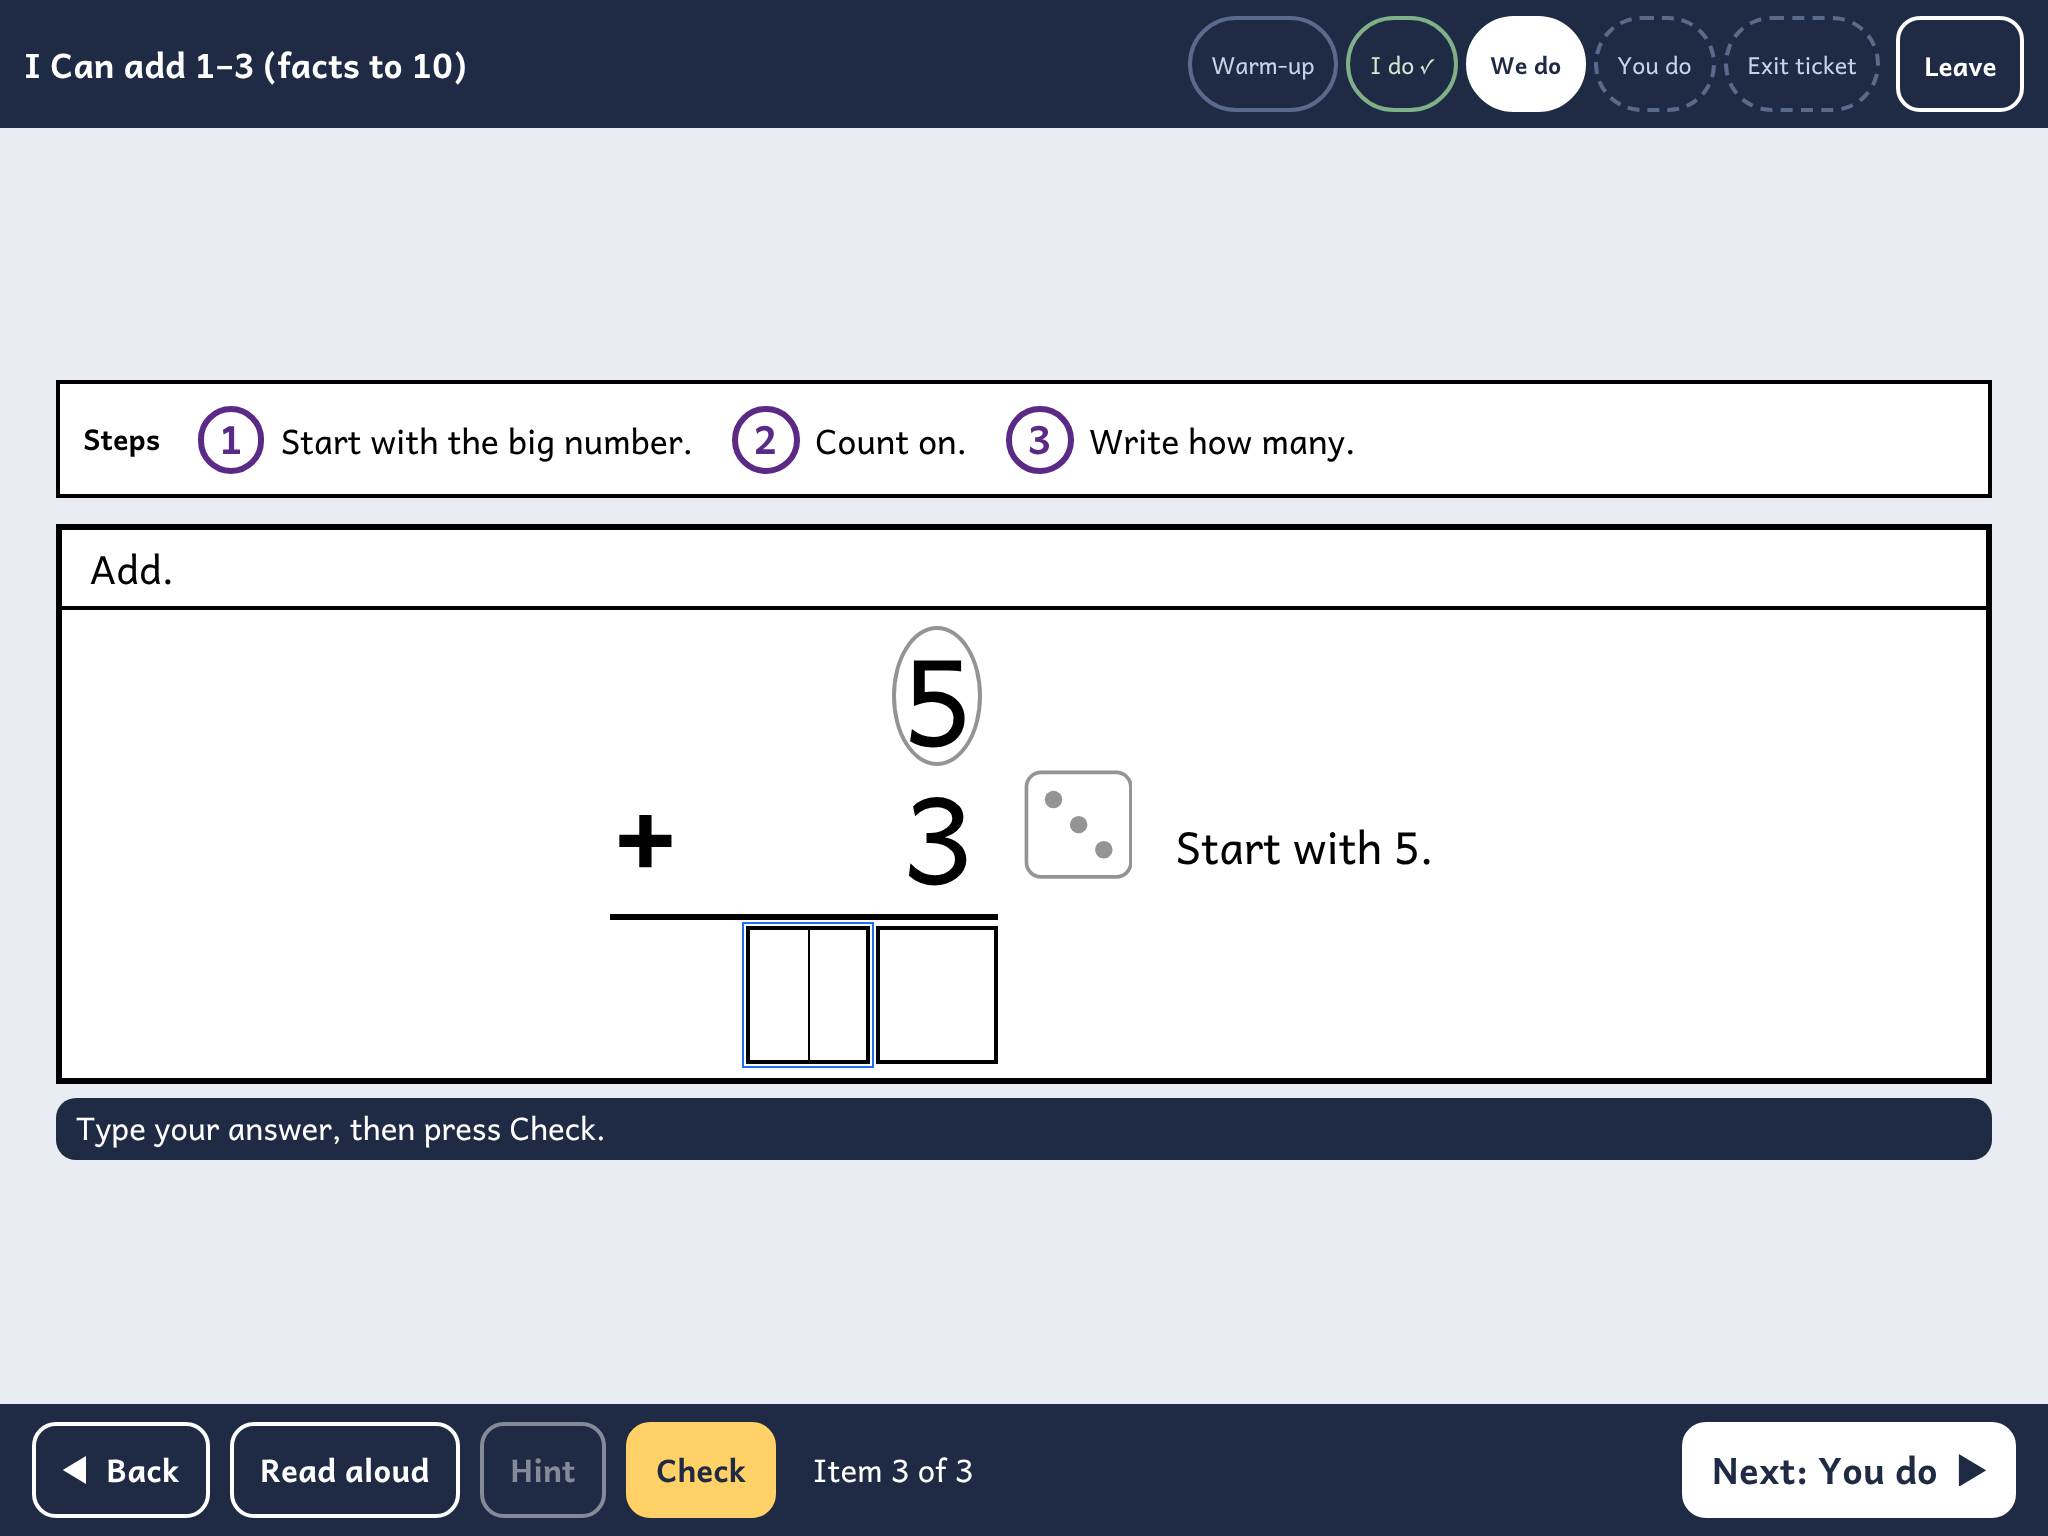 I Can add 1–3 (facts to 10)
Warm-up
I do ✓
We do
You do
Exit ticket
Leave
Steps 1 Start with the big number. 2 Count on. 3 Write how many.
Add.
5
+ 3 Start with 5.
Type your answer, then press Check.
◀ Back
Read aloud
Hint
Check
Item 3 of 3
Next: You do ▶